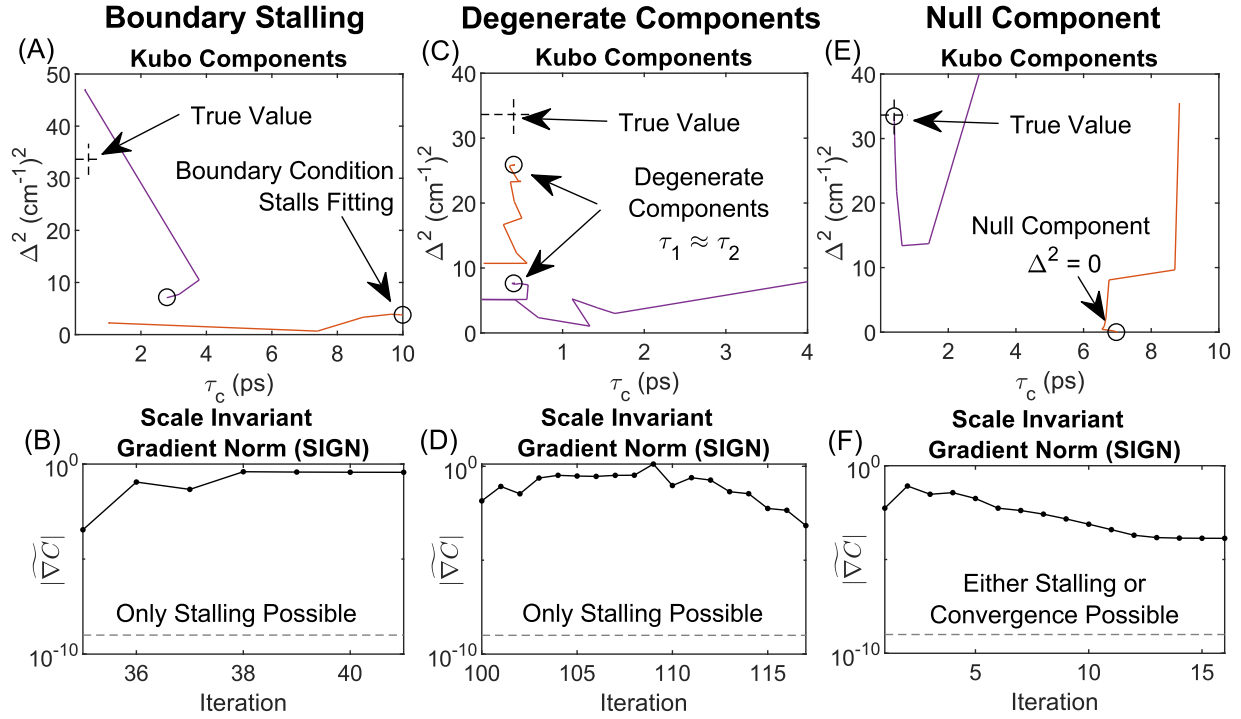 Boundary Stalling
Degenerate Components
Null Component
(A)
Kubo Components
50
40
30
20
10
0
2
4
6
8
10
Δ² (cm⁻¹)²
τc (ps)
True Value
Boundary Condition
Stalls Fitting
(C)
Kubo Components
40
30
20
10
0
1
2
3
4
Δ² (cm⁻¹)²
τc (ps)
True Value
Degenerate
Components
τ₁ ≈ τ₂
(E)
Kubo Components
40
30
20
10
0
2
4
6
8
10
Δ² (cm⁻¹)²
τc (ps)
True Value
Null Component
Δ² = 0
(B)
Scale Invariant
Gradient Norm (SIGN)
10⁰
10⁻¹⁰
|∇̃C|
Only Stalling Possible
36
38
40
Iteration
(D)
Scale Invariant
Gradient Norm (SIGN)
10⁰
10⁻¹⁰
|∇̃C|
Only Stalling Possible
100
105
110
115
Iteration
(F)
Scale Invariant
Gradient Norm (SIGN)
10⁰
10⁻¹⁰
|∇̃C|
Either Stalling or
Convergence Possible
5
10
15
Iteration